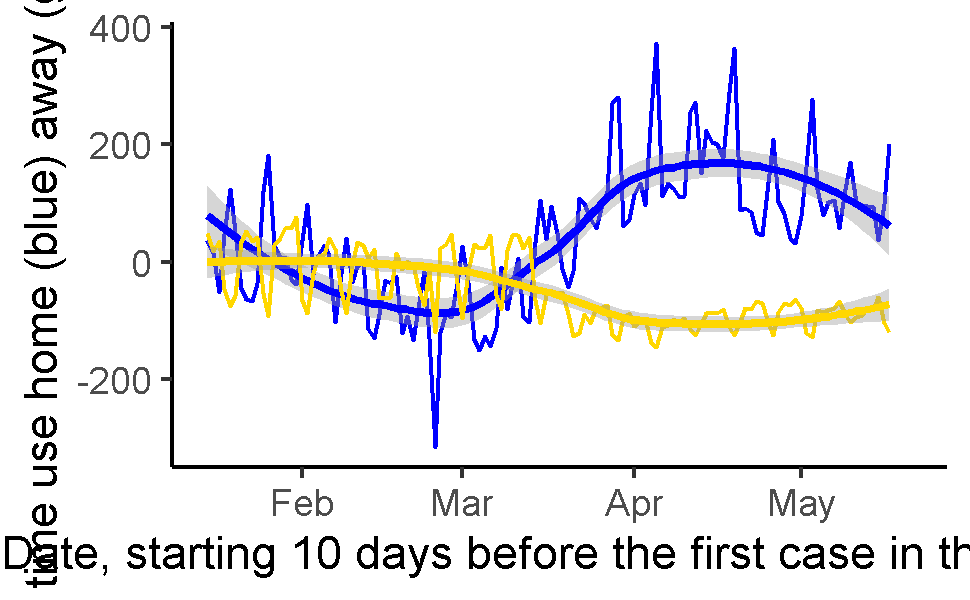 400
200
0
-200
time use home (blue) away (
Feb Mar Apr May
Date, starting 10 days before the first case in th